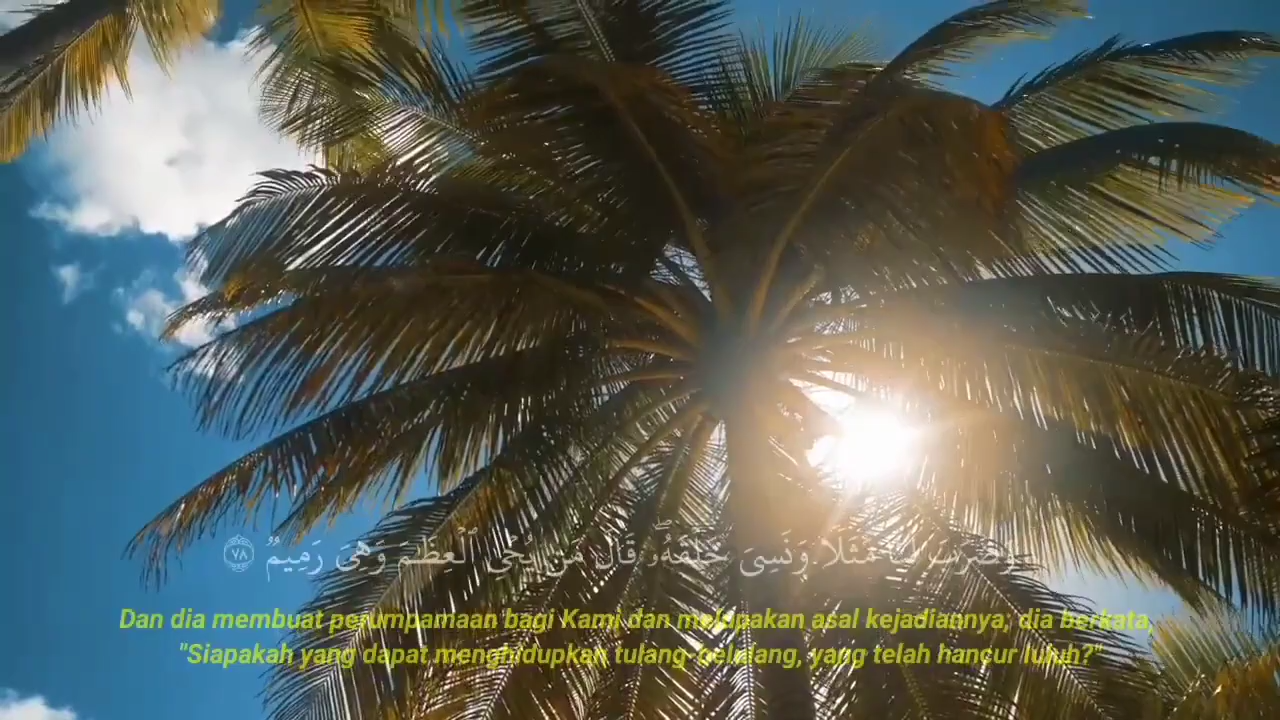 وَضَرَبَ لَنَا مَثَلًا وَنَسِىَ خَلْقَهُۥ ۖ قَالَ مَن يُحْىِ ٱلْعِظَٰمَ وَهِىَ رَمِيمٌ ٧٨
Dan dia membuat perumpamaan bagi Kami dan melupakan asal kejadiannya; dia berkata,
"Siapakah yang dapat menghidupkan tulang-belulang, yang telah hancur luluh?"